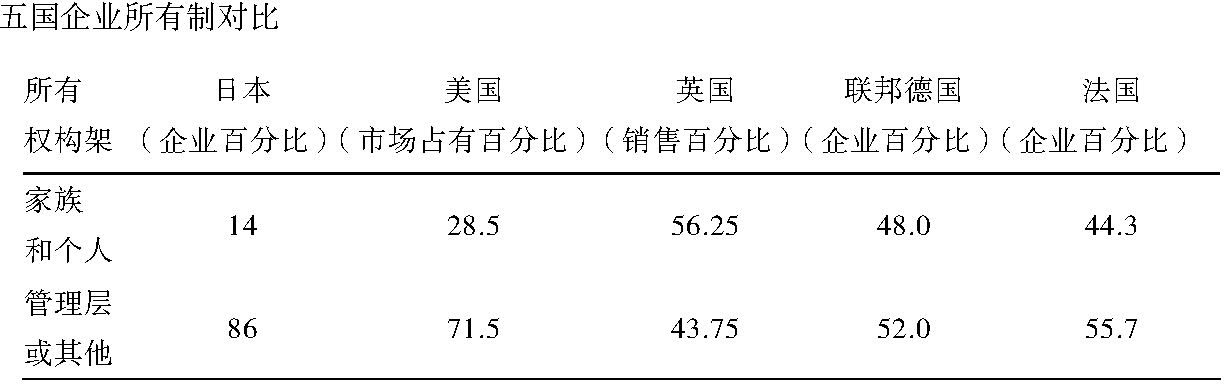 五国企业所有制对比
所有 日本 美国 英国 联邦德国 法国
权构架 （企业百分比）（市场占有百分比）（销售百分比）（企业百分比）（企业百分比）
家族
和个人 14 28.5 56.25 48.0 44.3
管理层
或其他 86 71.5 43.75 52.0 55.7